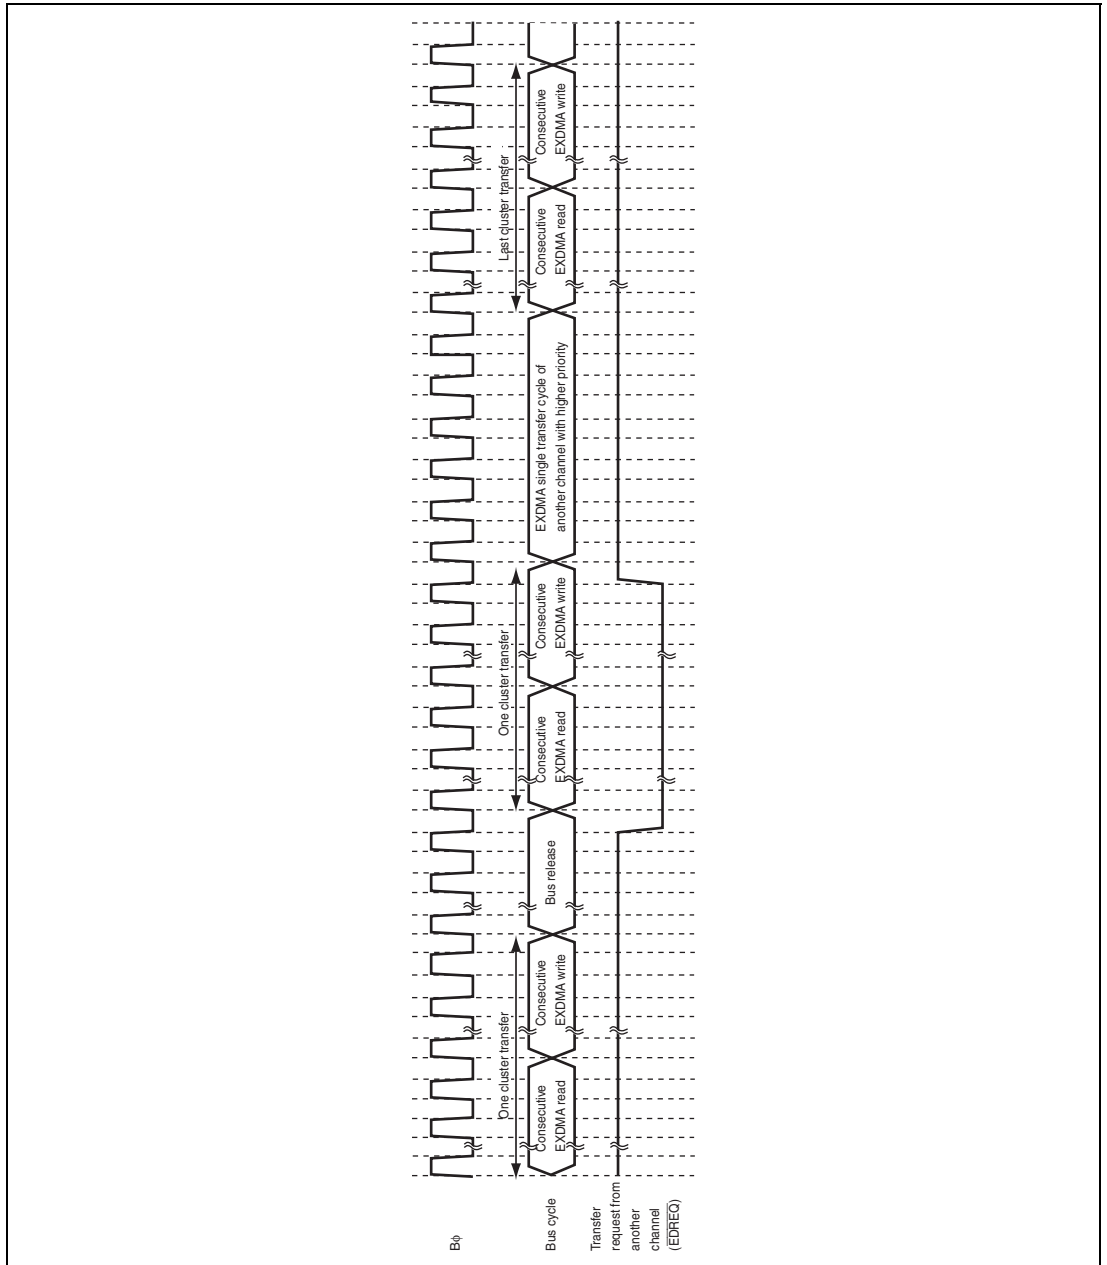 Bϕ
One cluster transfer
One cluster transfer
Last cluster transfer
Bus cycle
Consecutive
EXDMA read
Consecutive
EXDMA write
Bus release
Consecutive
EXDMA read
Consecutive
EXDMA write
EXDMA single transfer cycle of
another channel with higher priority
Consecutive
EXDMA read
Consecutive
EXDMA write
Transfer
request from
another
channel
(EDREQ)